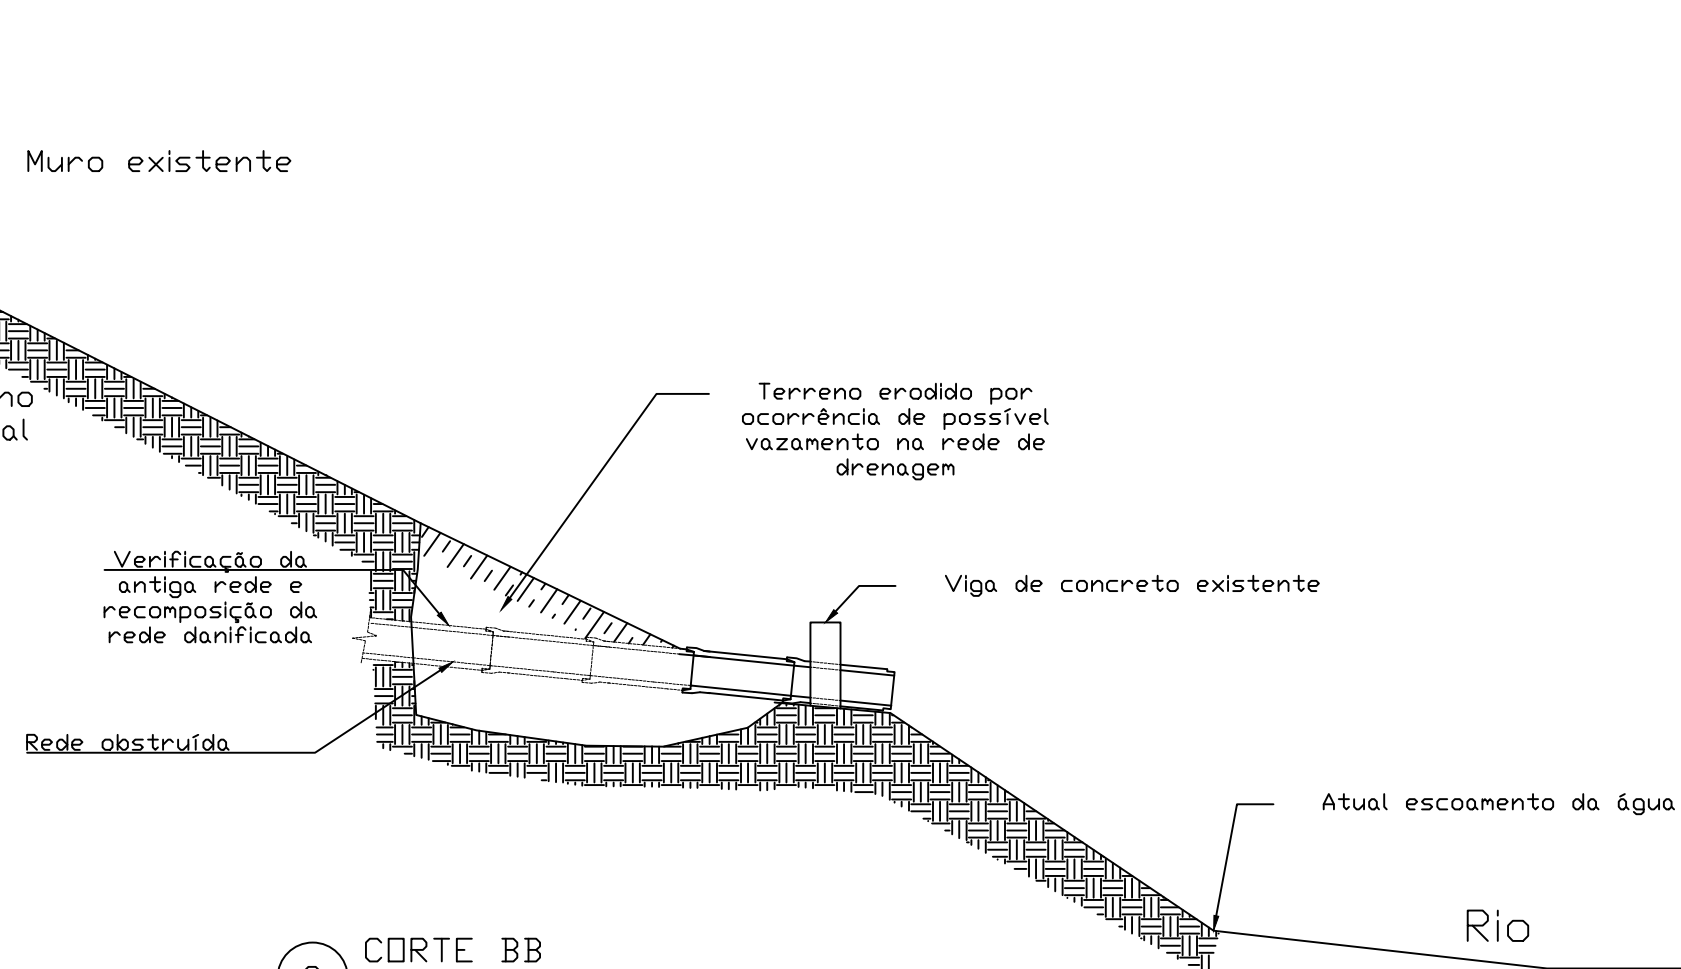 Muro existente
Terreno erodido por
ocorrência de possível
vazamento na rede de
drenagem
Verificação da
antiga rede e
recomposição da
rede danificada
Viga de concreto existente
Rede obstruída
Atual escoamento da água
Rio
CORTE BB